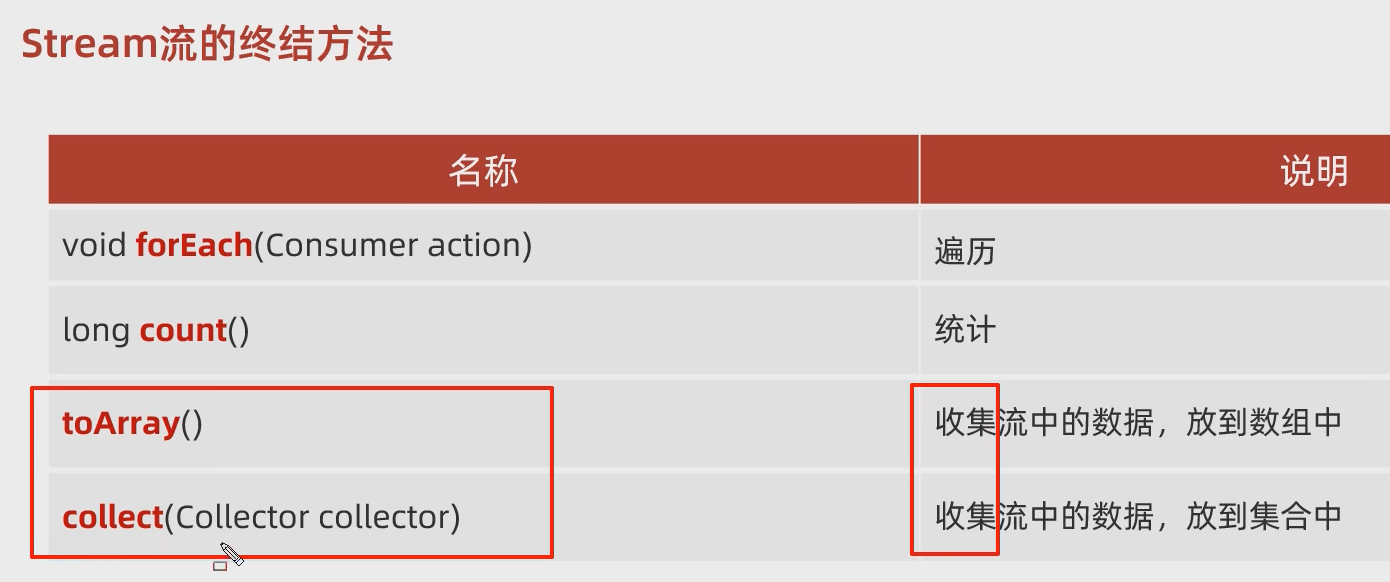 Stream流的终结方法
名称 说明
void forEach(Consumer action) 遍历
long count() 统计
toArray() 收集流中的数据，放到数组中
collect(Collector collector) 收集流中的数据，放到集合中